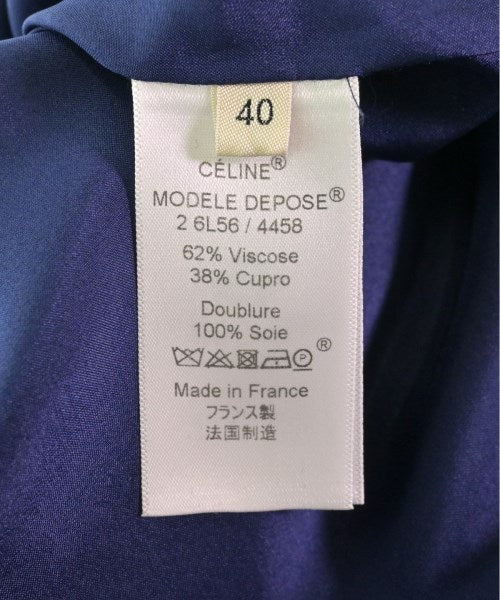 40
CÉLINE®
MODELE DEPOSE®
2 6L56 / 4458
62% Viscose
38% Cupro
Doublure
100% Soie
®
Made in France
フランス製
法国制造